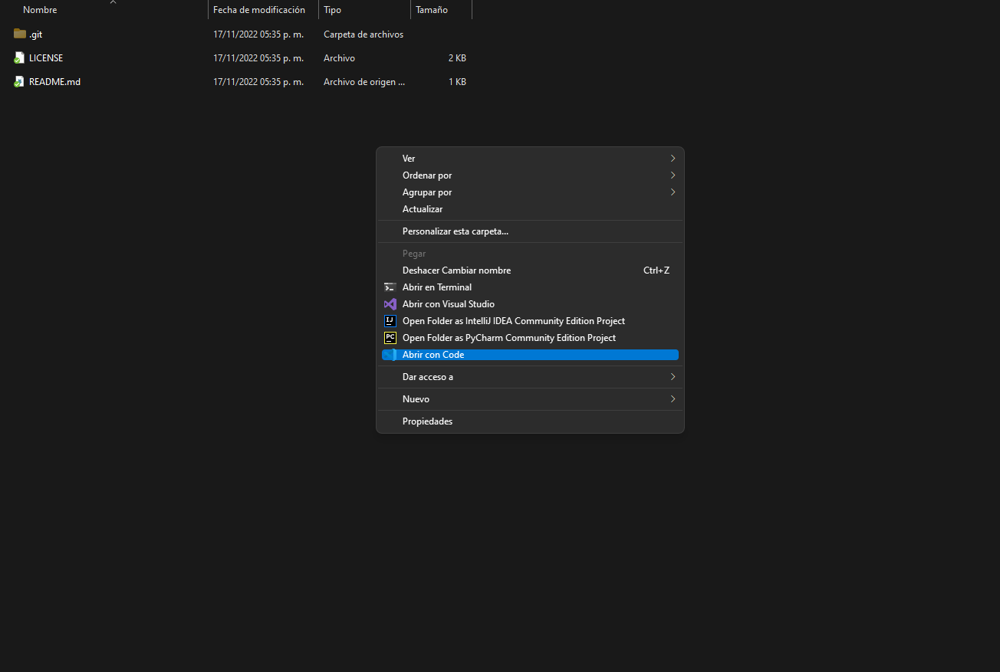 Nombre Fecha de modificación Tipo Tamaño
.git 17/11/2022 05:35 p. m. Carpeta de archivos
LICENSE 17/11/2022 05:35 p. m. Archivo 2 KB
README.md 17/11/2022 05:35 p. m. Archivo de origen ... 1 KB
Ver
Ordenar por
Agrupar por
Actualizar
Personalizar esta carpeta...
Pegar
Deshacer Cambiar nombre Ctrl+Z
Abrir en Terminal
Abrir con Visual Studio
IJ Open Folder as IntelliJ IDEA Community Edition Project
PC Open Folder as PyCharm Community Edition Project
Abrir con Code
Dar acceso a
Nuevo
Propiedades